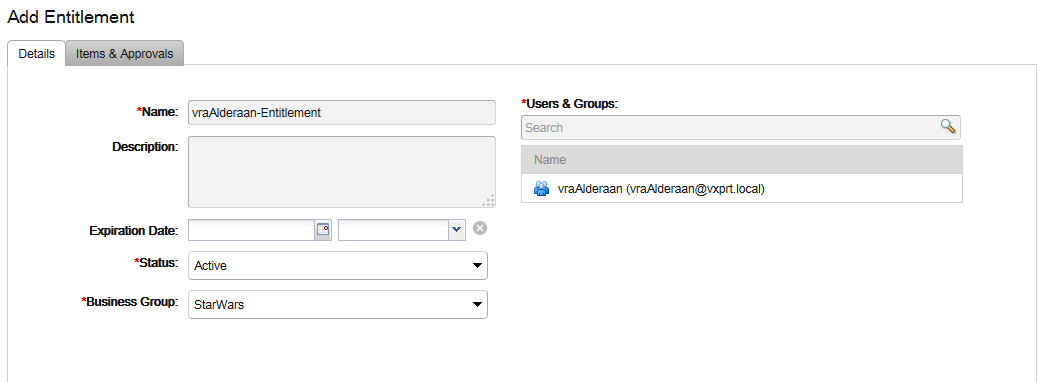 Add Entitlement
Details
Items & Approvals
*Name: vraAlderaan-Entitlement
Description:
Expiration Date:
*Status: Active
*Business Group: StarWars
*Users & Groups:
Search
Name
vraAlderaan (vraAlderaan@vxprt.local)